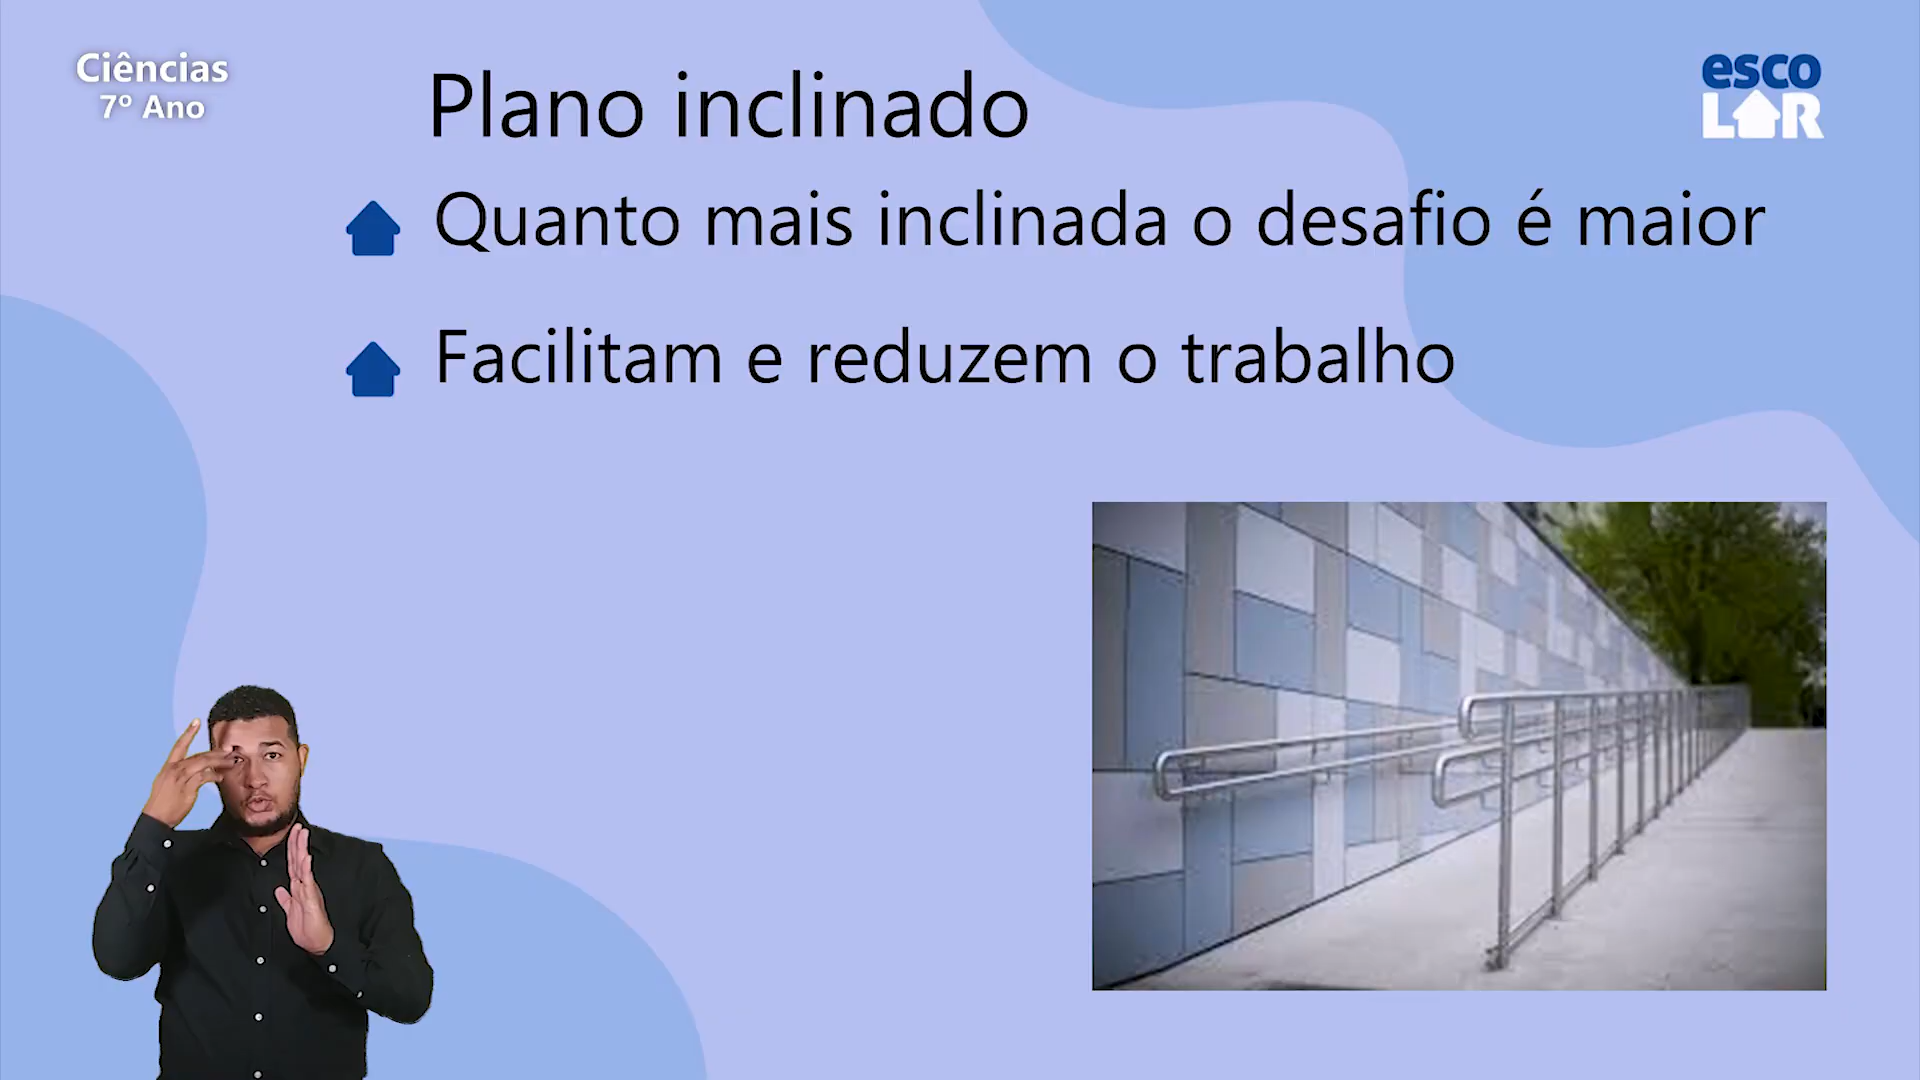 Ciências
7º Ano
Plano inclinado
esco
LAR
Quanto mais inclinada o desafio é maior
Facilitam e reduzem o trabalho